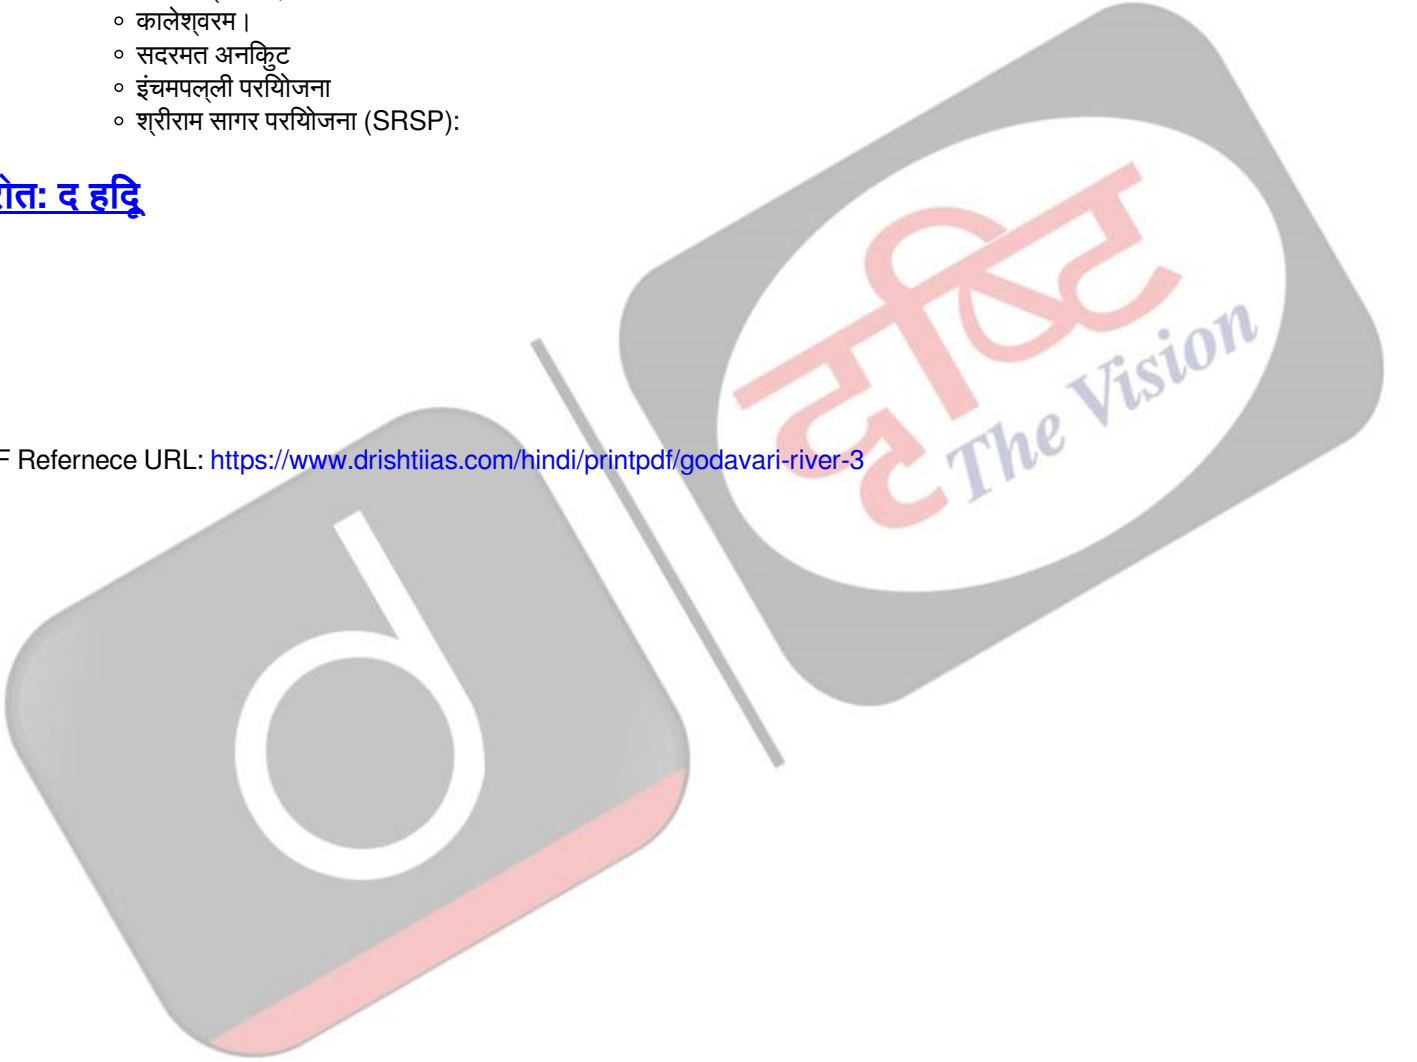 कालेश्वरम।
सदरमत अनिकुट
इंचमपल्ली परियोजना
श्रीराम सागर परियोजना (SRSP):
रोत: द हिंदू
F Refernece URL: https://www.drishtiias.com/hindi/printpdf/godavari-river-3
दृष्टि
The Vision
d